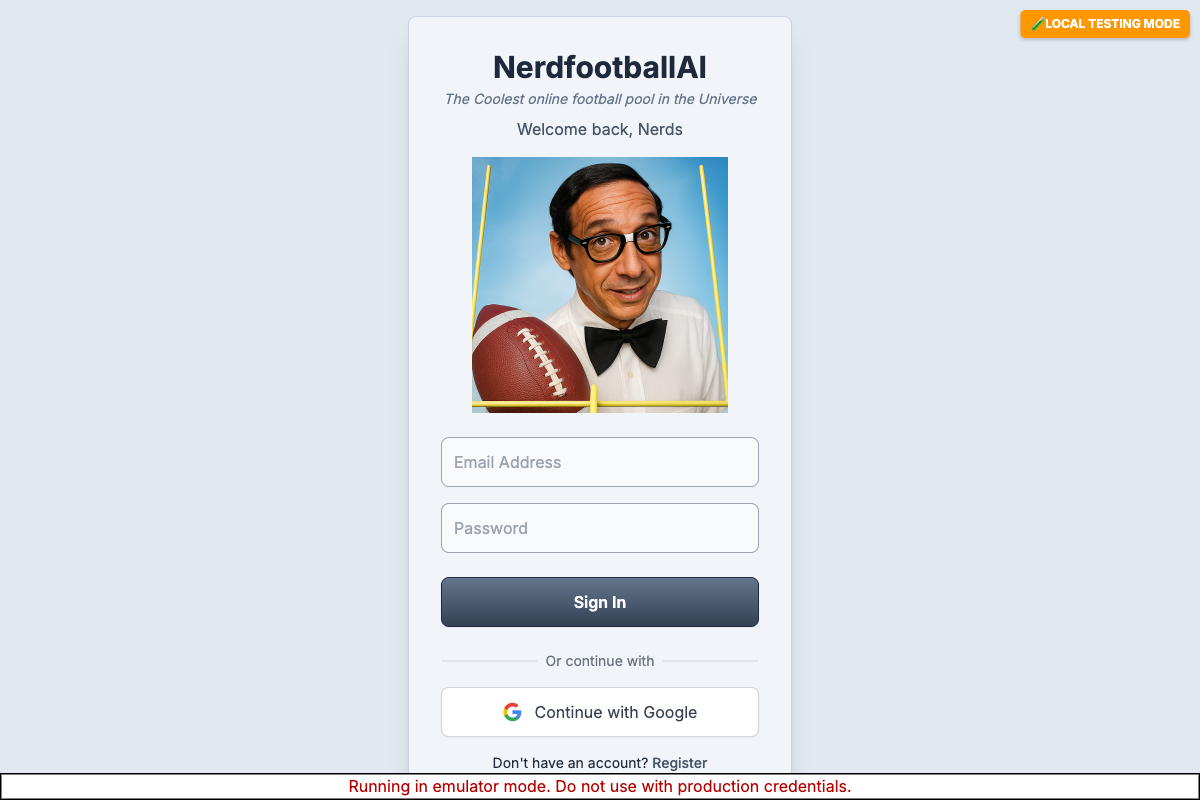 LOCAL TESTING MODE
NerdfootballAI
The Coolest online football pool in the Universe
Welcome back, Nerds
Email Address
Password
Sign In
Or continue with
Continue with Google
Don't have an account? Register
Running in emulator mode. Do not use with production credentials.